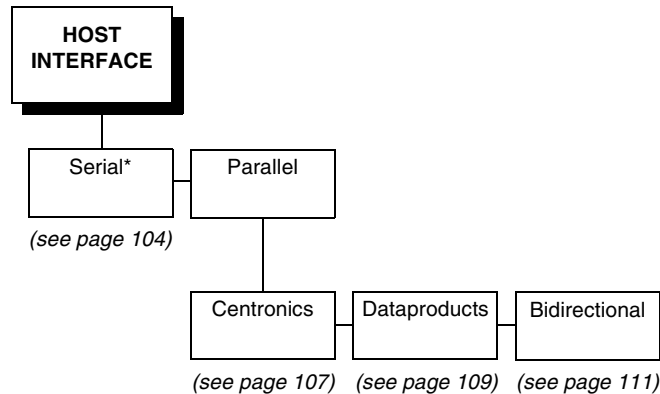 HOST
INTERFACE
Serial*
Parallel
(see page 104)
Centronics
Dataproducts
Bidirectional
(see page 107)
(see page 109)
(see page 111)